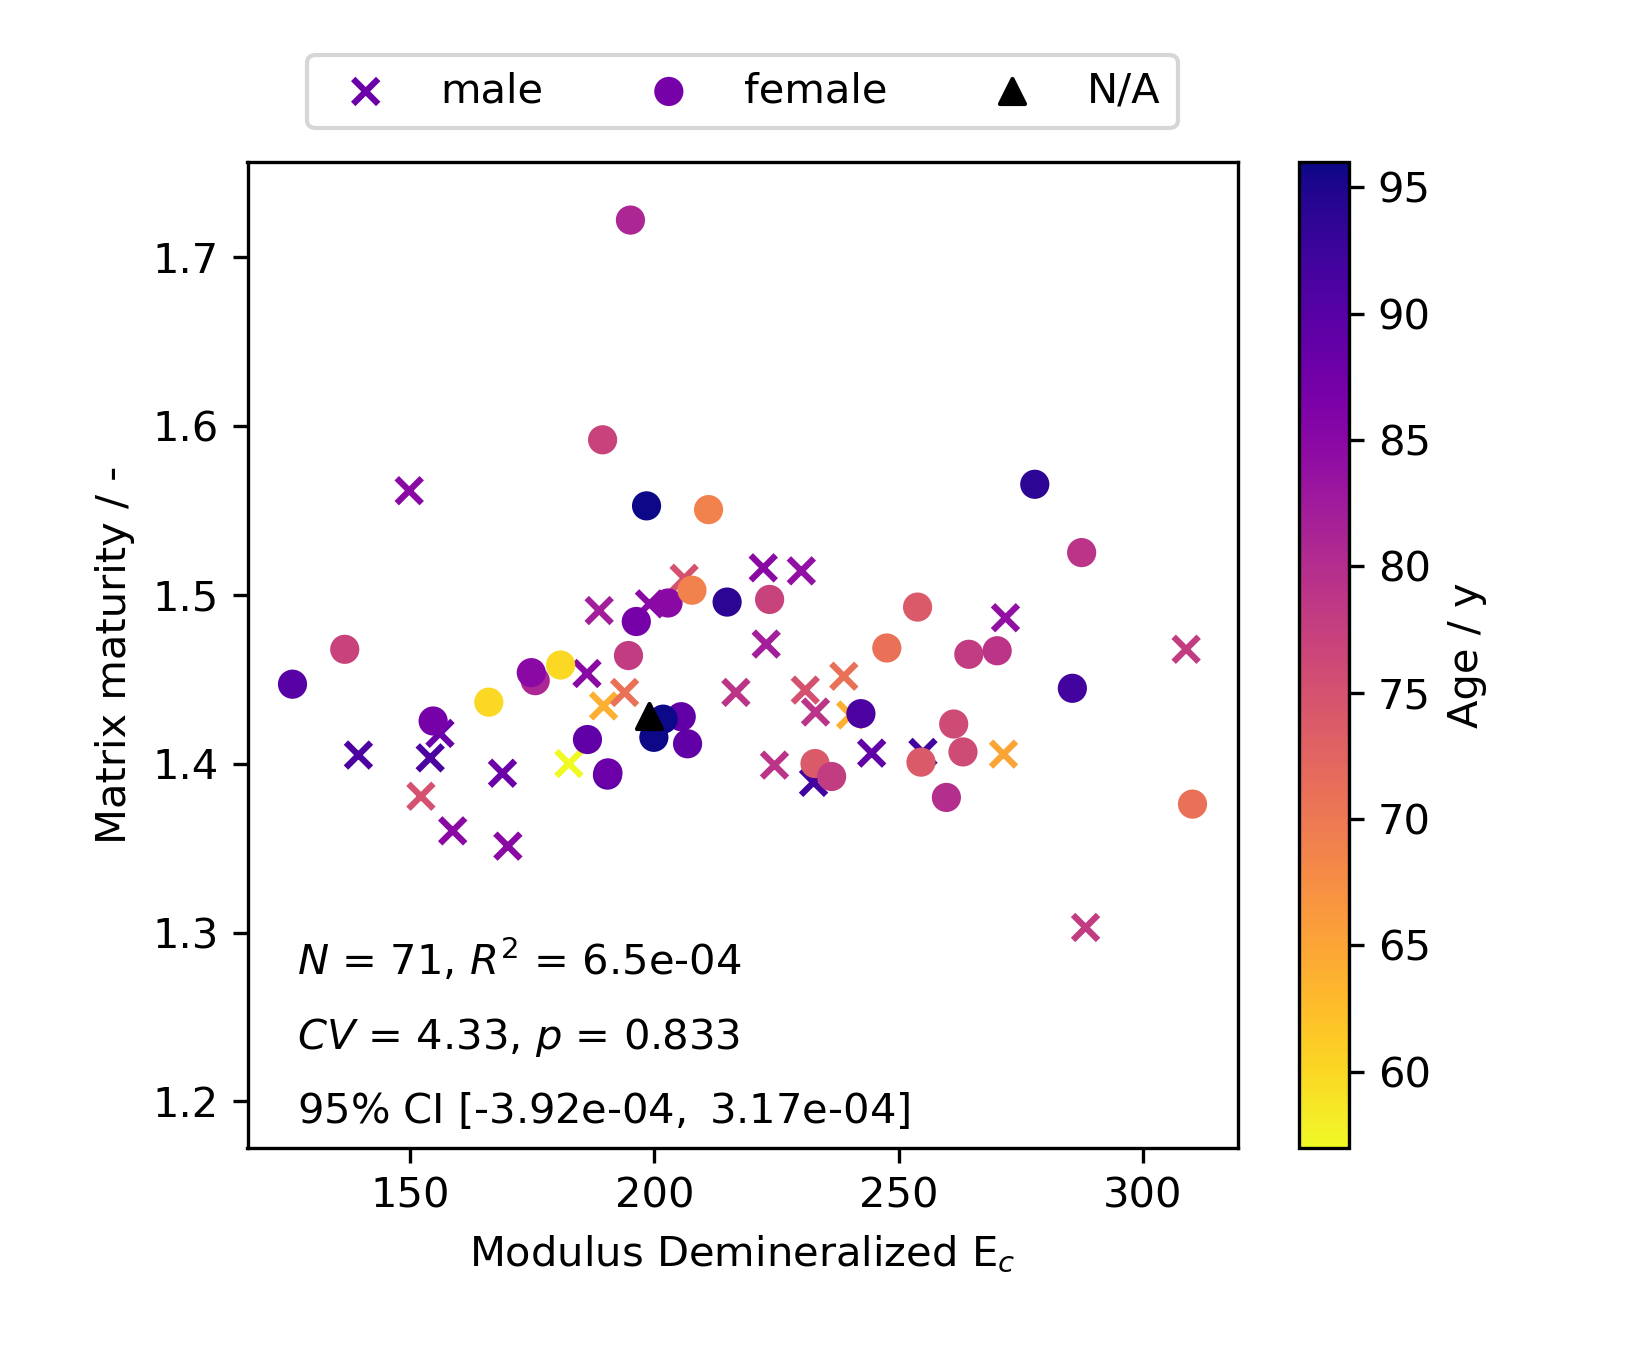 male female N/A
1.7
1.6
1.5
1.4
1.3
1.2
Matrix maturity / -
N = 71, R² = 6.5e-04
CV = 4.33, p = 0.833
95% CI [-3.92e-04, 3.17e-04]
150 200 250 300
Modulus Demineralized E_c
95
90
85
80
75
70
65
60
Age / y